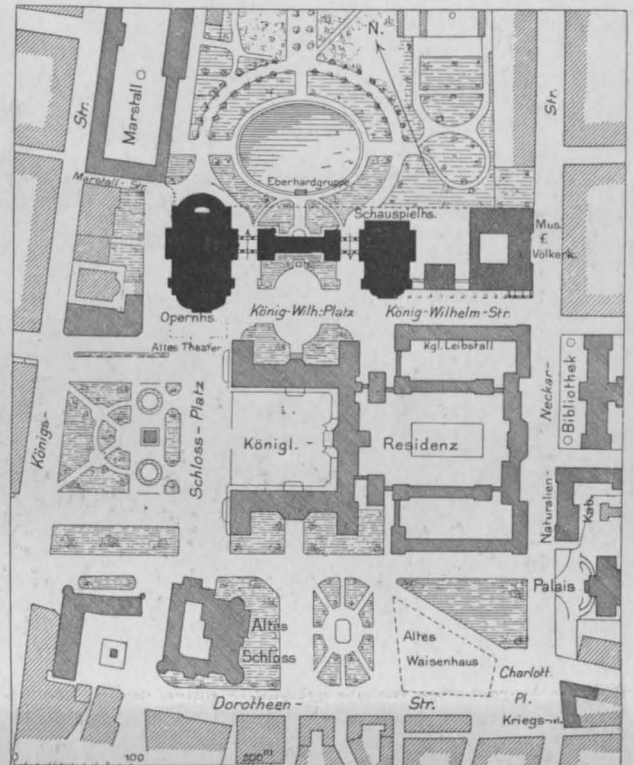 N.
Str.
Marstall
Str.
Marstall-Str.
Eberhardgruppe
Schauspielhs.
Mus.
f.
Völkerk.
Opernhs.
König-Wilh: Platz
König-Wilhelm-Str.
Altes Theater
Kgl. Leibstall
Königs-
Schloss-Platz
Königl.-
Residenz
Neckar-
Bibliothek
Naturalien-
Kab.
Palais
Altes
Schloss
Altes
Waisenhaus
Charlott.
Pl.
Dorotheen-
Str.
0
100
200m